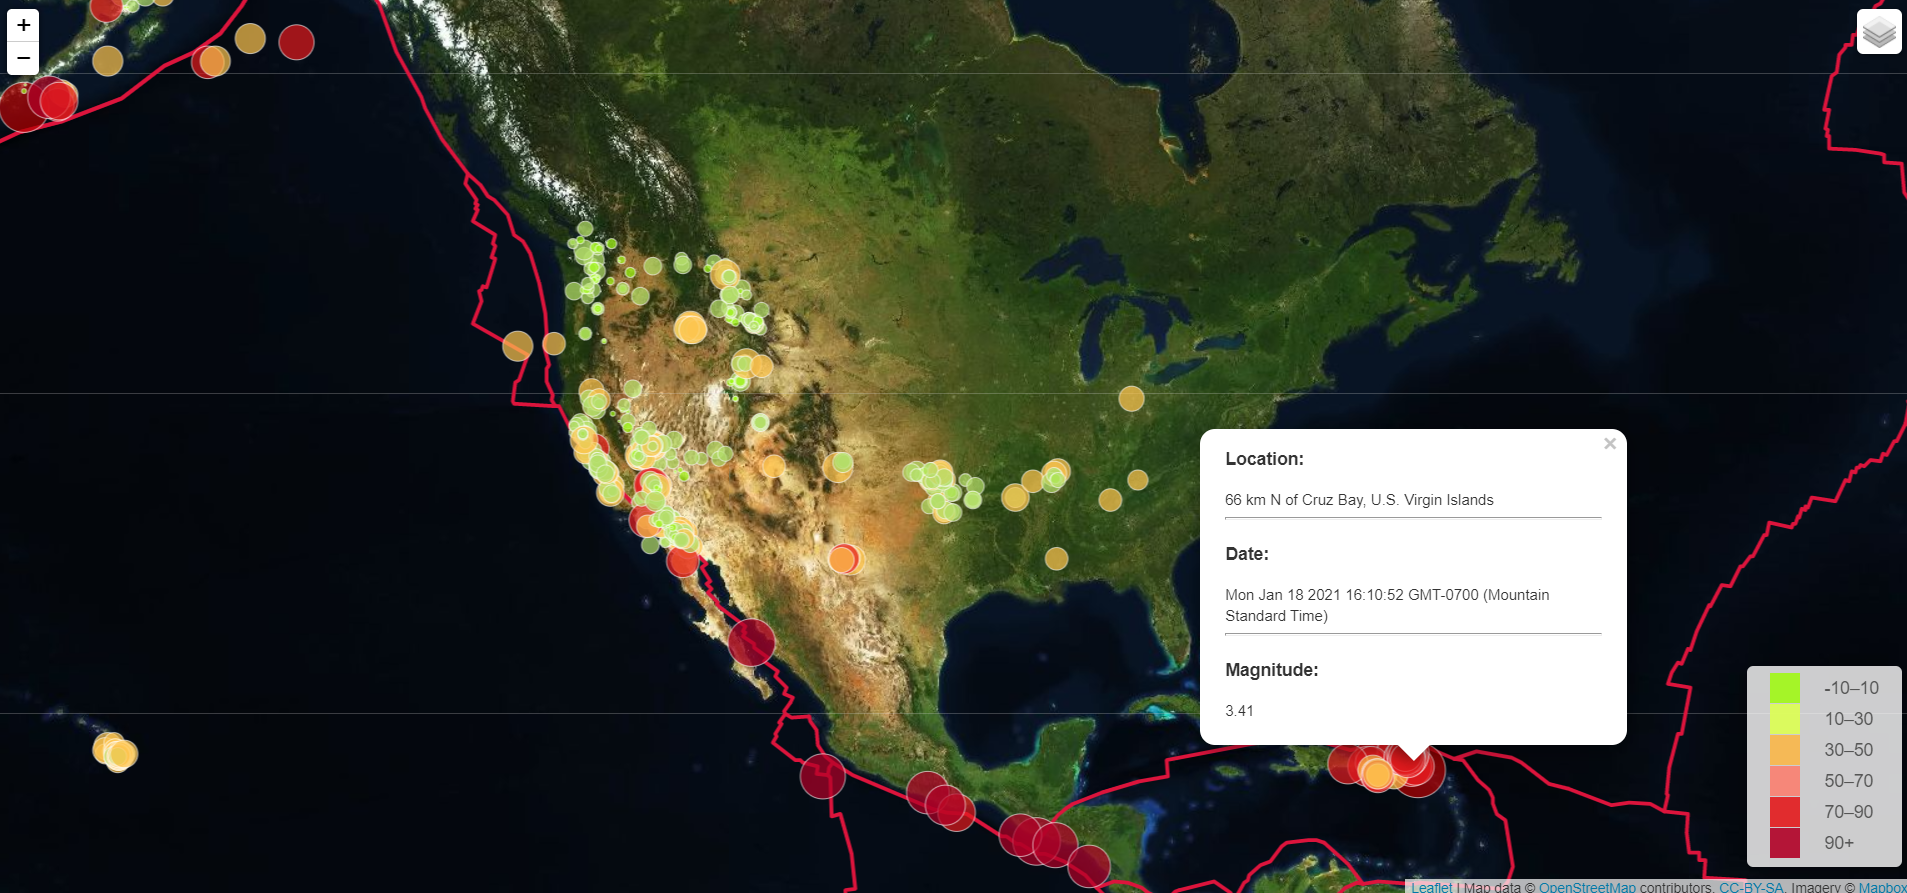 +
−
×
Location:
66 km N of Cruz Bay, U.S. Virgin Islands
Date:
Mon Jan 18 2021 16:10:52 GMT-0700 (Mountain
Standard Time)
Magnitude:
3.41
-10–10
10–30
30–50
50–70
70–90
90+
Leaflet | Map data © OpenStreetMap contributors, CC-BY-SA, Imagery © Mapbox